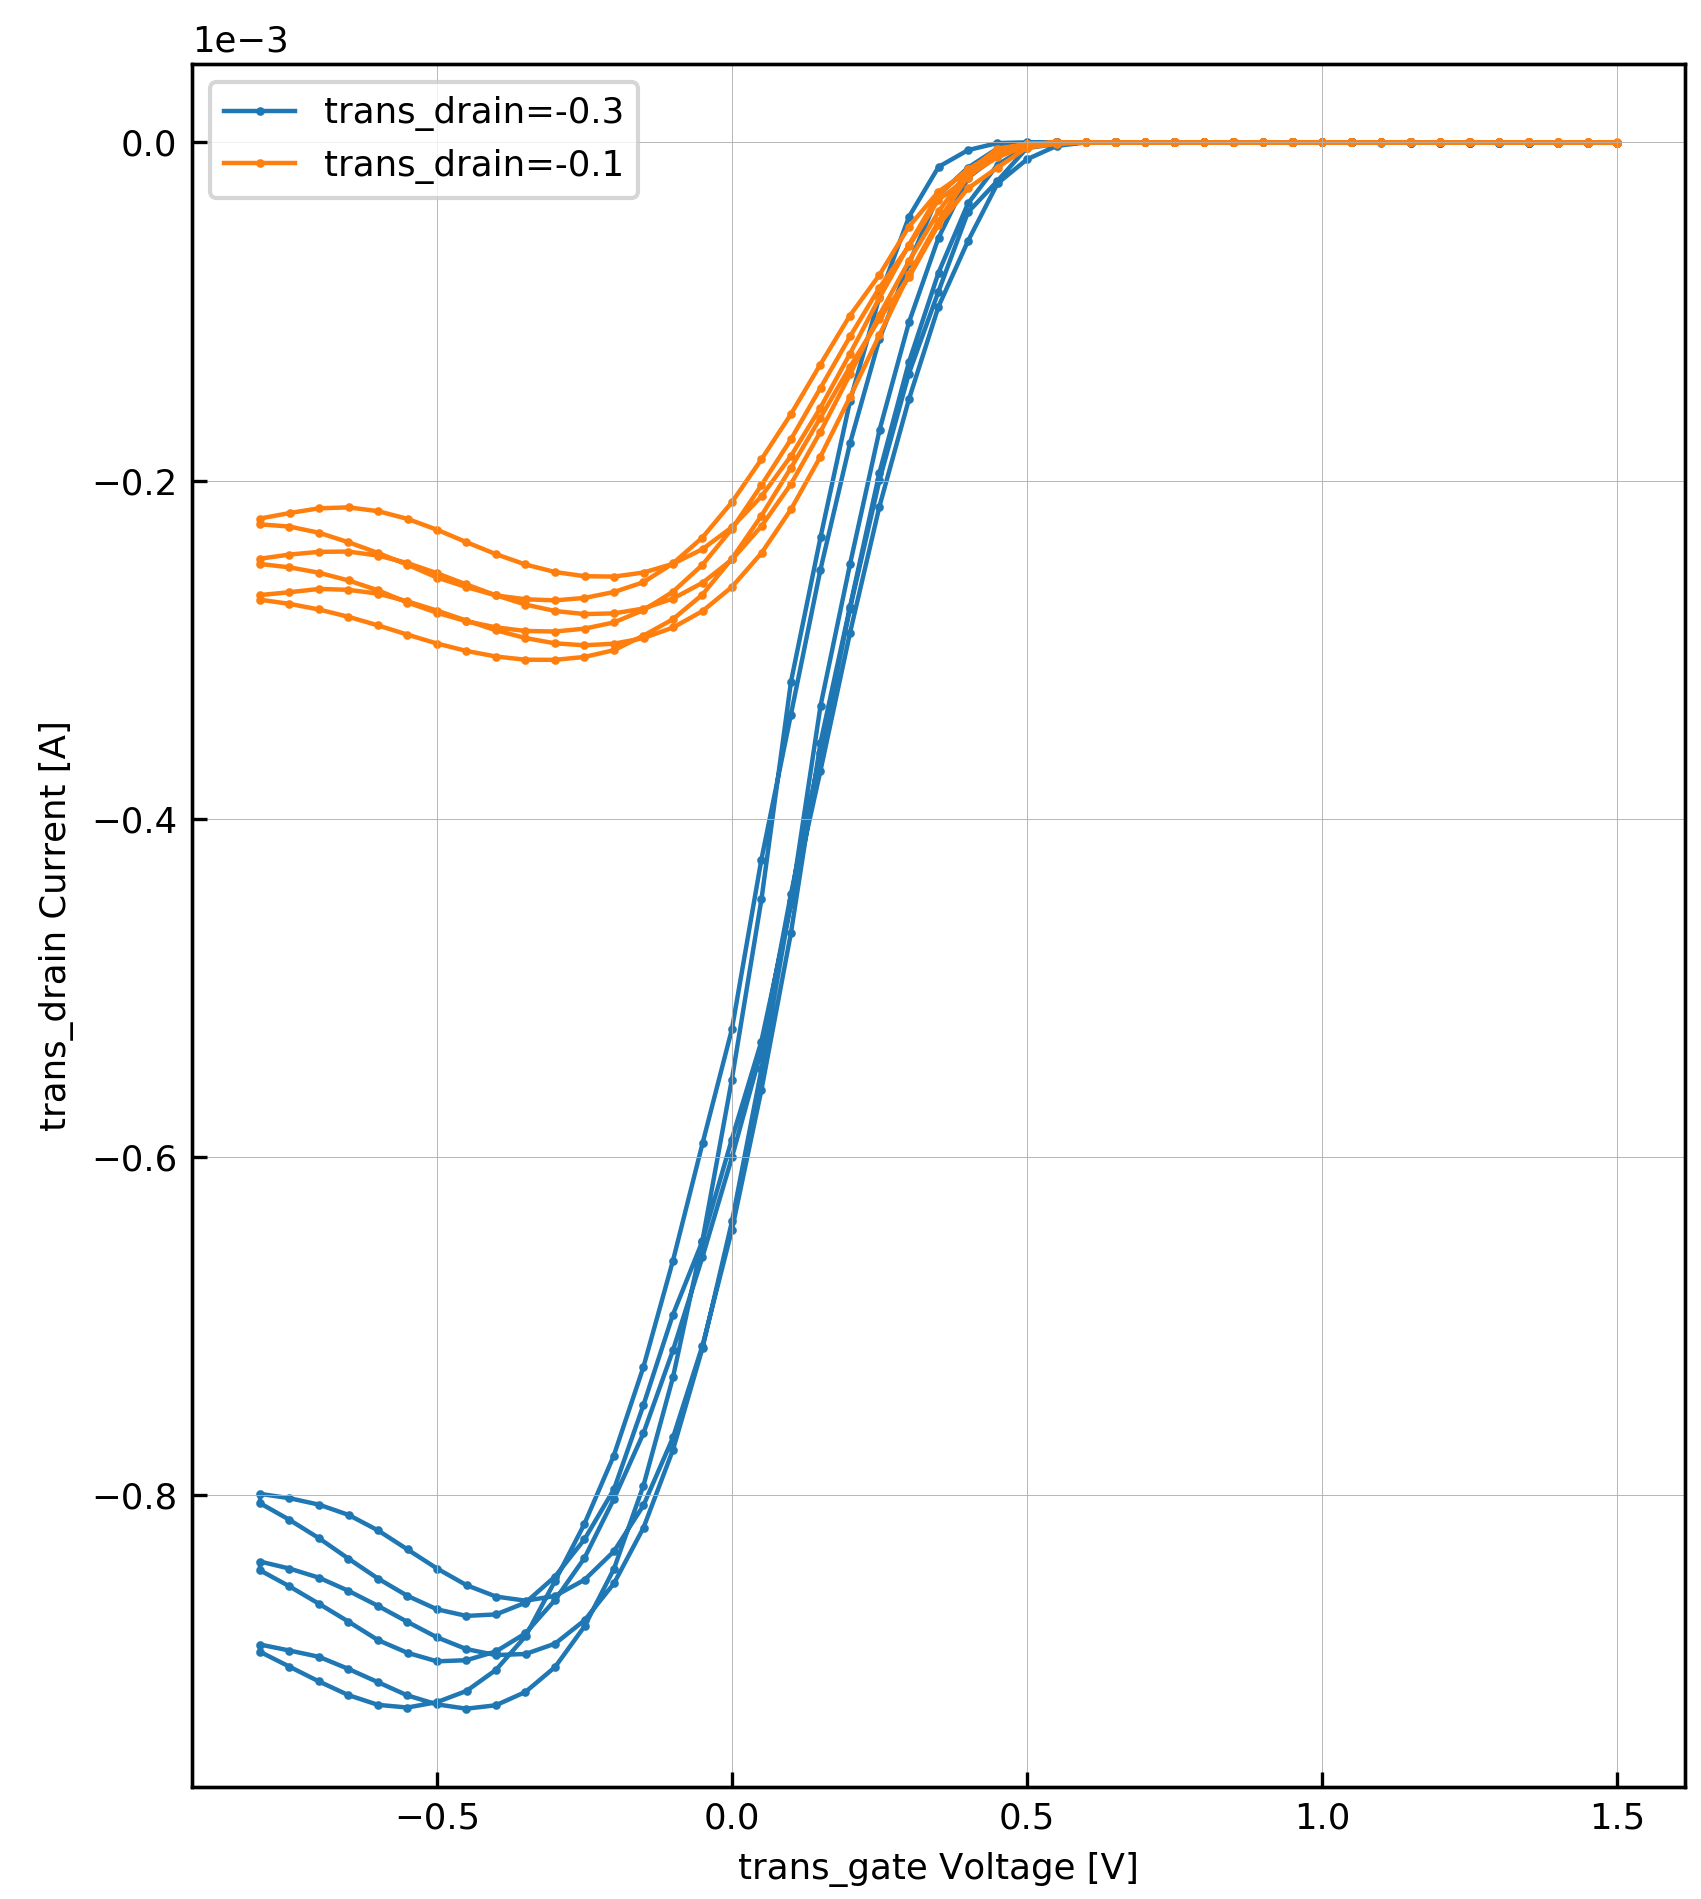 1e−3
trans_drain=-0.3
trans_drain=-0.1
0.0
−0.2
−0.4
−0.6
−0.8
trans_drain Current [A]
−0.5
0.0
0.5
1.0
1.5
trans_gate Voltage [V]